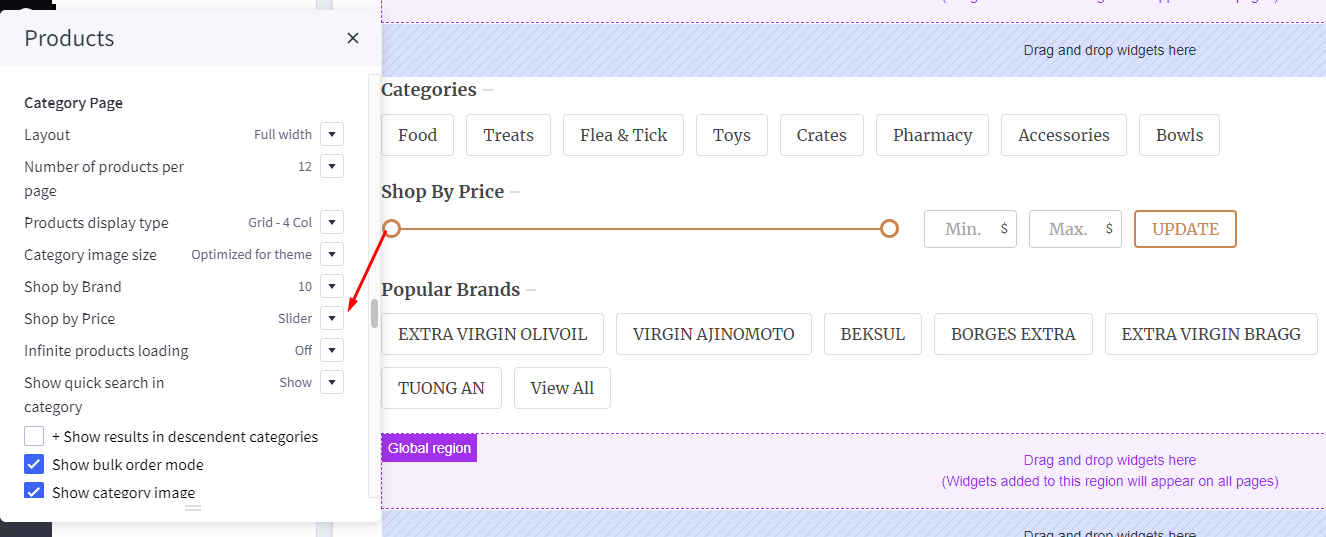 Products
Category Page
Layout
Full width
Number of products per
page
12
Products display type
Grid - 4 Col
Category image size
Optimized for theme
Shop by Brand
10
Shop by Price
Slider
Infinite products loading
Off
Show quick search in
category
Show
+ Show results in descendent categories
Show bulk order mode
Show category image
Drag and drop widgets here
Categories
Food
Treats
Flea & Tick
Toys
Crates
Pharmacy
Accessories
Bowls
Shop By Price
Min. $
Max. $
UPDATE
Popular Brands
EXTRA VIRGIN OLIVOIL
VIRGIN AJINOMOTO
BEKSUL
BORGES EXTRA
EXTRA VIRGIN BRAGG
TUONG AN
View All
Global region
Drag and drop widgets here
(Widgets added to this region will appear on all pages)
Drag and drop widgets here